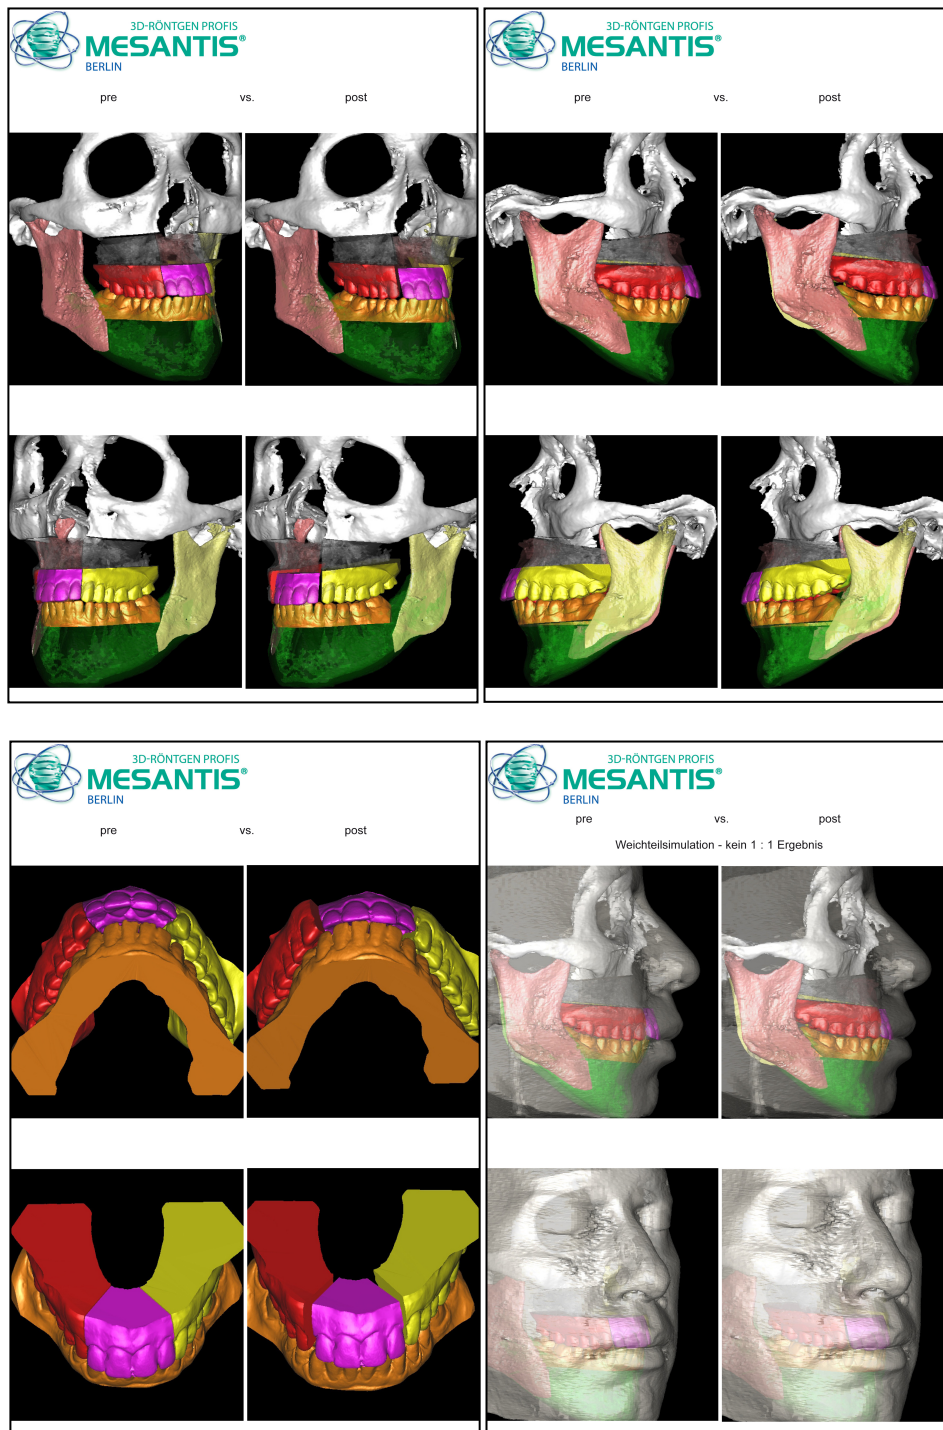 3D-RÖNTGEN PROFIS
MESANTIS®
BERLIN
pre vs. post
3D-RÖNTGEN PROFIS
MESANTIS®
BERLIN
pre vs. post
3D-RÖNTGEN PROFIS
MESANTIS®
BERLIN
pre vs. post
3D-RÖNTGEN PROFIS
MESANTIS®
BERLIN
pre vs. post
Weichteilsimulation - kein 1 : 1 Ergebnis